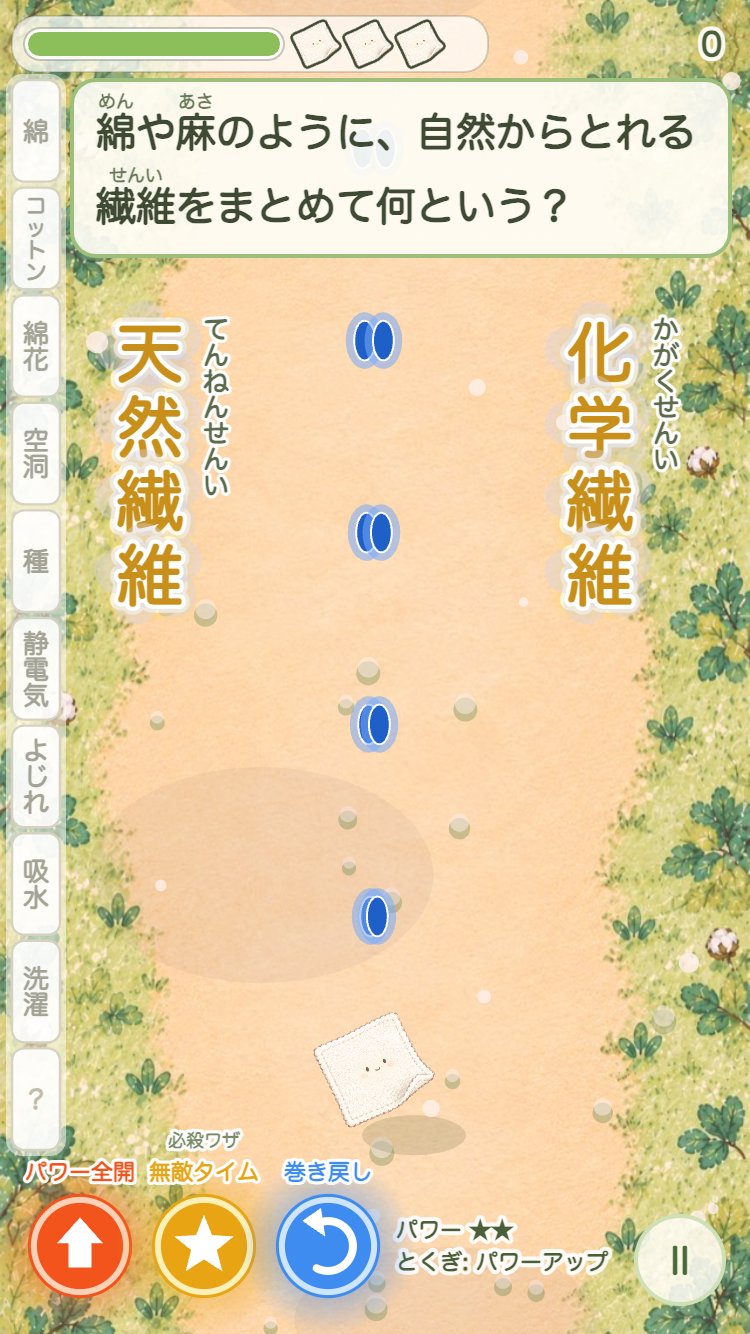 0
めん あさ
綿や麻のように、自然からとれる
せんい
繊維をまとめて何という？
綿
コットン
綿花
空洞
種
静電気
よじれ
吸水
洗濯
？
天然繊維
てんねんせんい
化学繊維
かがくせんい
必殺ワザ
パワー全開 無敵タイム 巻き戻し
パワー ★★
とくぎ: パワーアップ